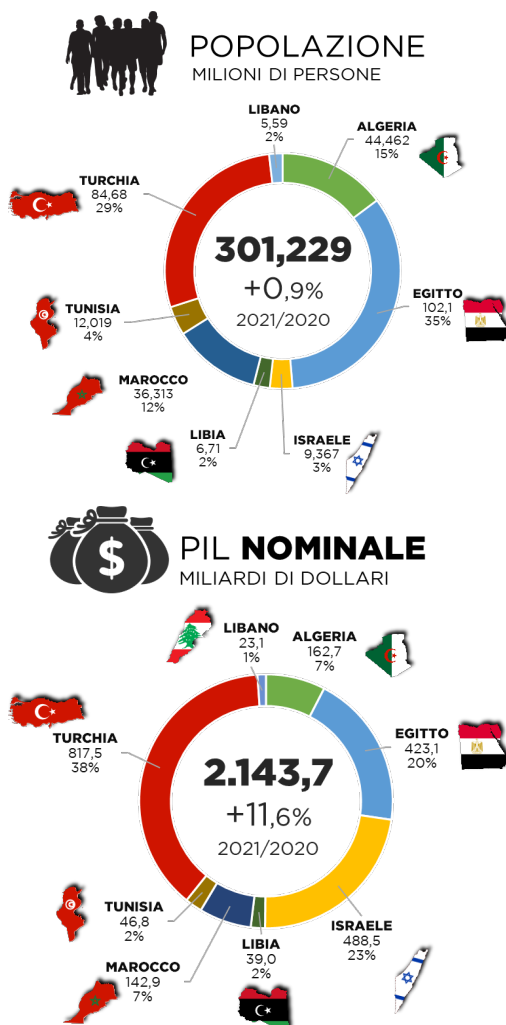 POPOLAZIONE
MILIONI DI PERSONE
LIBANO
5,59
2%
ALGERIA
44,462
15%
TURCHIA
84,68
29%
301,229
+0,9%
2021/2020
EGITTO
102,1
35%
TUNISIA
12,019
4%
MAROCCO
36,313
12%
LIBIA
6,71
2%
ISRAELE
9,367
3%
$
PIL NOMINALE
MILIARDI DI DOLLARI
LIBANO
23,1
1%
ALGERIA
162,7
7%
TURCHIA
817,5
38%
2.143,7
+11,6%
2021/2020
EGITTO
423,1
20%
TUNISIA
46,8
2%
MAROCCO
142,9
7%
LIBIA
39,0
2%
ISRAELE
488,5
23%